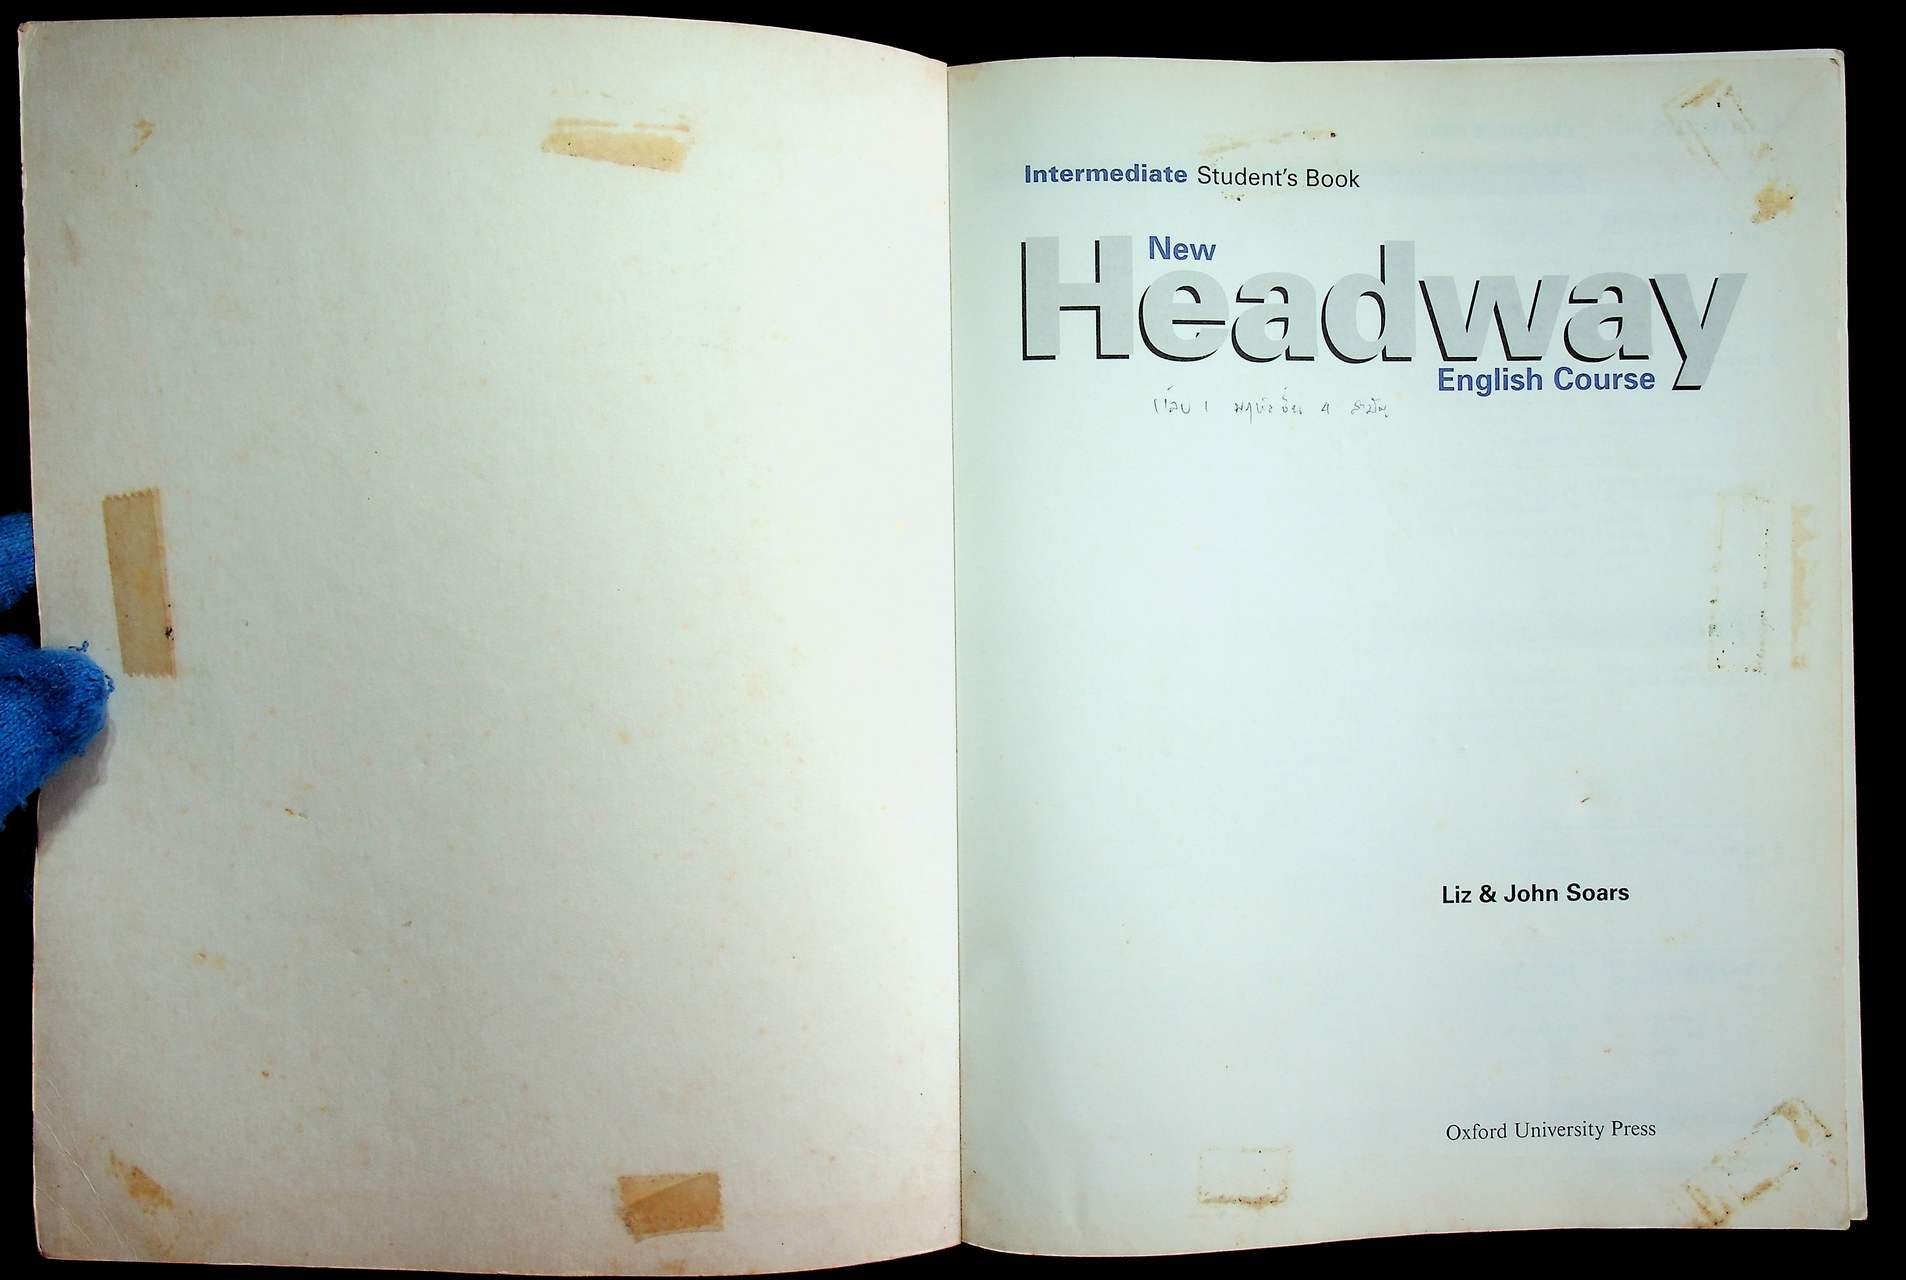 Intermediate Student's Book
New
Headway
English Course
Liz & John Soars
Oxford University Press